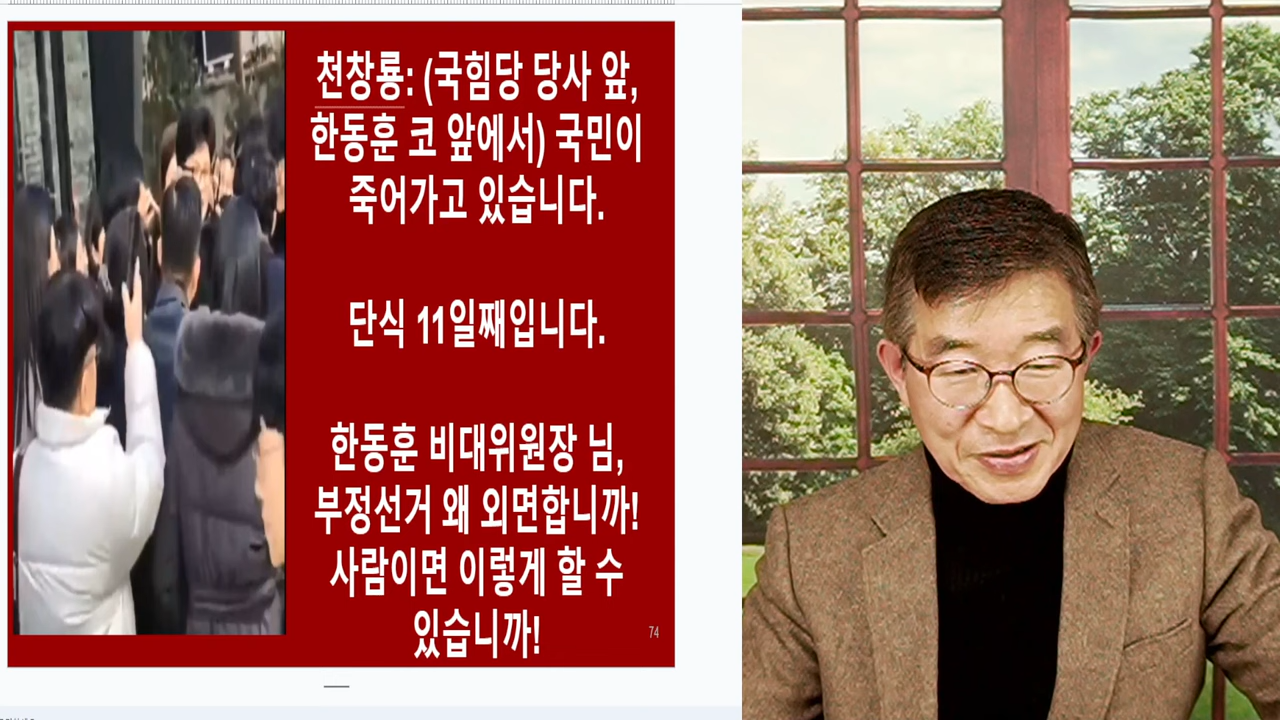 천창룡: (국힘당 당사 앞,
한동훈 코 앞에서) 국민이
죽어가고 있습니다.
단식 11일째입니다.
한동훈 비대위원장 님,
부정선거 왜 외면합니까!
사람이면 이렇게 할 수
있습니까!
74